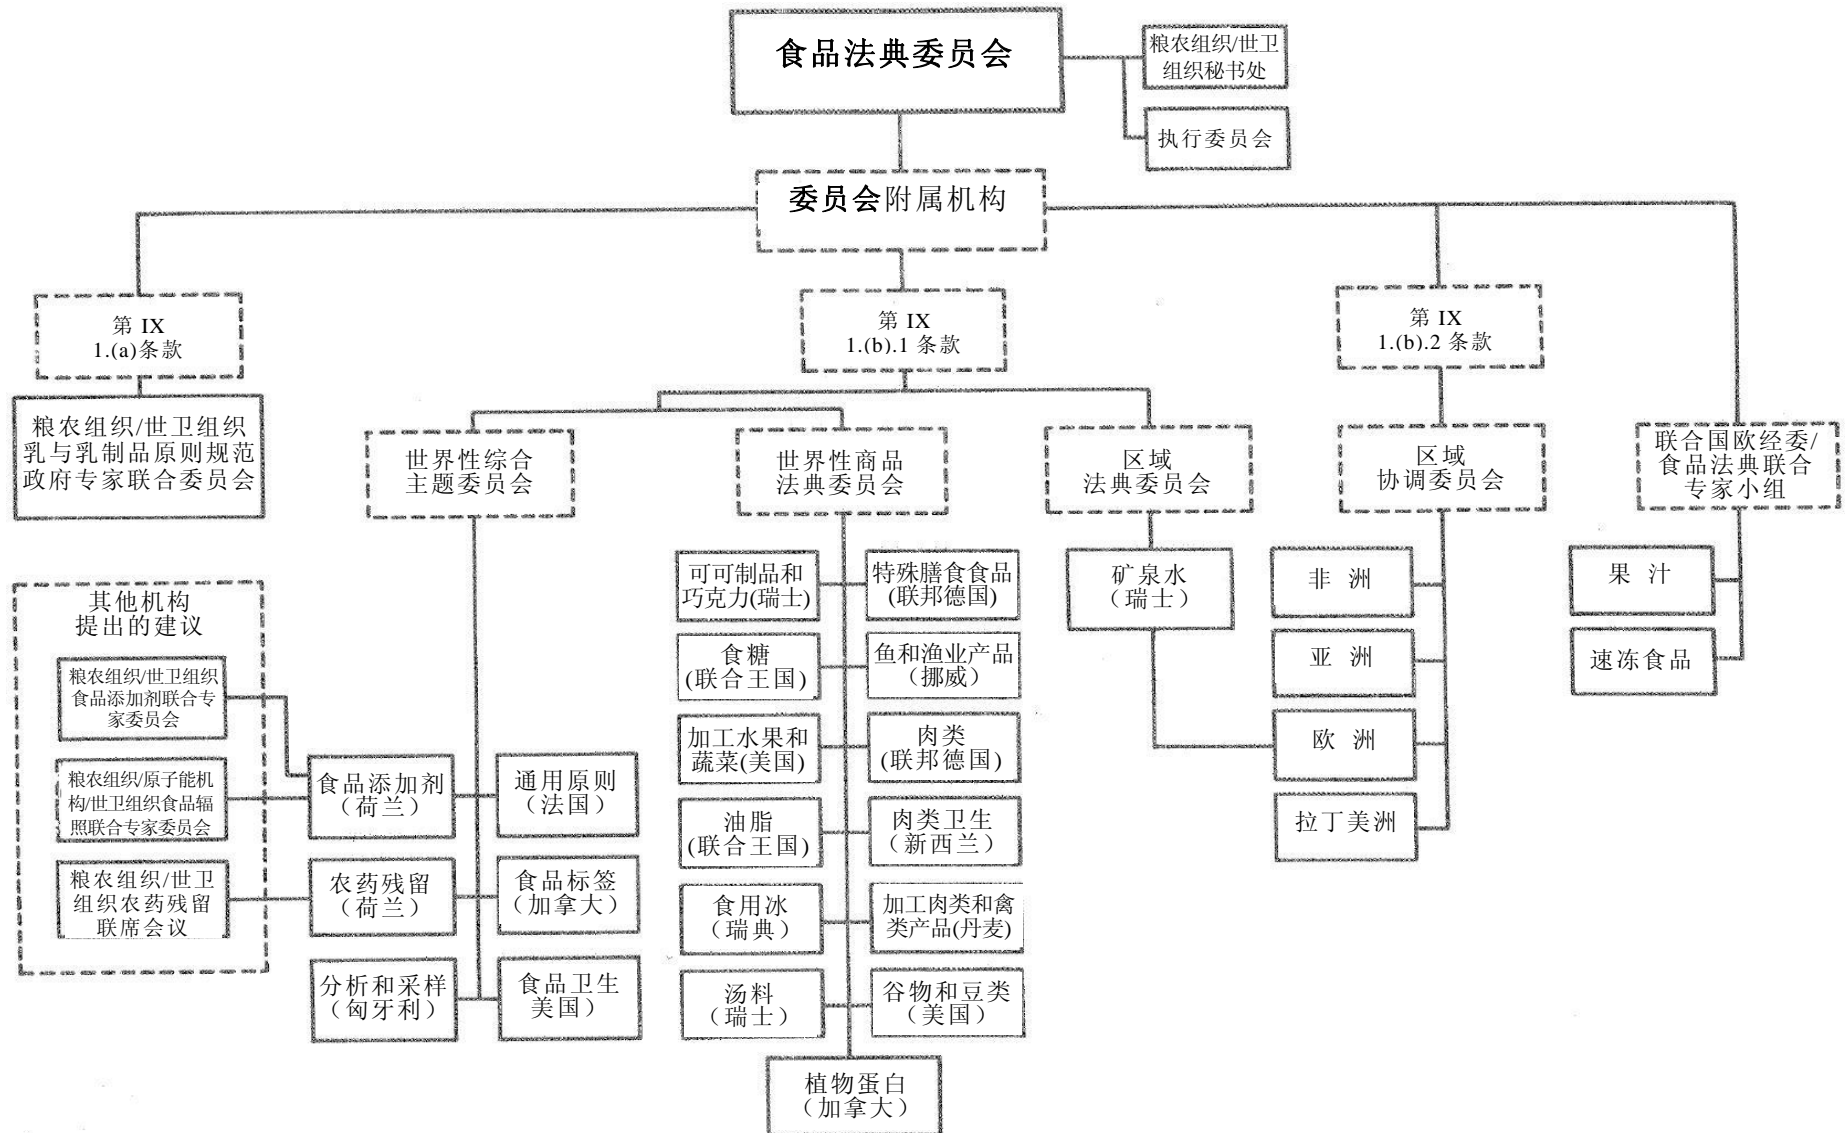 食品法典委员会
粮农组织/世卫
组织秘书处
执行委员会
委员会附属机构
第 IX
1.(a)条款
第 IX
1.(b).1 条款
第 IX
1.(b).2 条款
粮农组织/世卫组织
乳与乳制品原则规范
政府专家联合委员会
世界性综合
主题委员会
世界性商品
法典委员会
区域
法典委员会
区域
协调委员会
联合国欧经委/
食品法典联合
专家小组
其他机构
提出的建议
粮农组织/世卫组织
食品添加剂联合专
家委员会
粮农组织/原子能机
构/世卫组织食品辐
照联合专家委员会
粮农组织/世卫
组织农药残留
联席会议
食品添加剂
（荷兰）
通用原则
（法国）
农药残留
（荷兰）
食品标签
（加拿大）
分析和采样
（匈牙利）
食品卫生
美国）
可可制品和
巧克力(瑞士)
特殊膳食食品
(联邦德国)
食糖
(联合王国)
鱼和渔业产品
（挪威）
加工水果和
蔬菜(美国)
肉类
(联邦德国)
油脂
(联合王国)
肉类卫生
（新西兰）
食用冰
（瑞典）
加工肉类和禽
类产品(丹麦)
汤料
（瑞士）
谷物和豆类
（美国）
植物蛋白
（加拿大）
矿泉水
（瑞士）
非 洲
亚 洲
欧 洲
拉丁美洲
果 汁
速冻食品